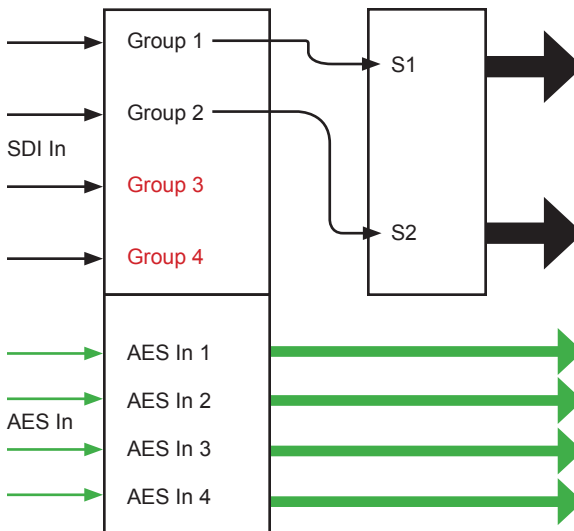 Group 1
Group 2
SDI In
Group 3
Group 4
S1
S2
AES In 1
AES In 2
AES In
AES In 3
AES In 4